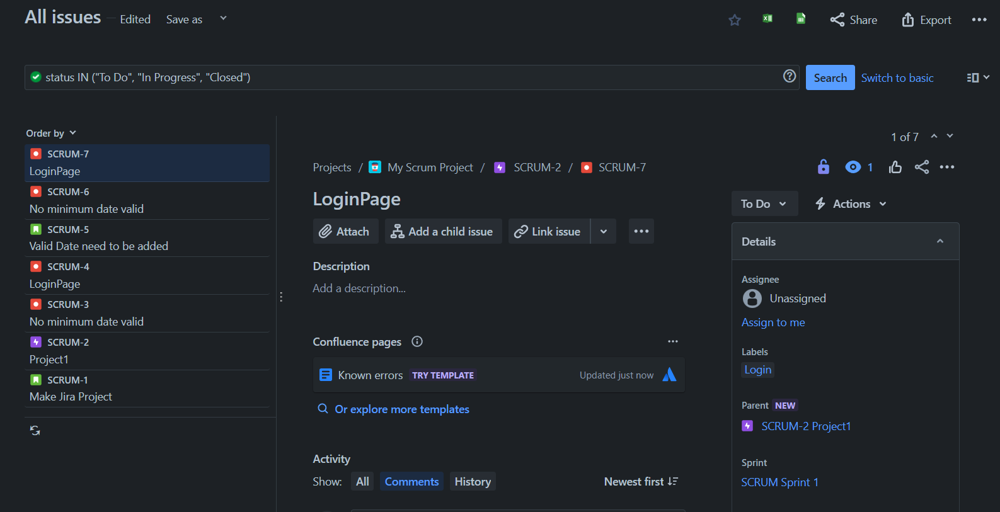 All issues Edited Save as
Share Export
status IN ("To Do", "In Progress", "Closed")
Search Switch to basic
Order by
SCRUM-7
LoginPage
SCRUM-6
No minimum date valid
SCRUM-5
Valid Date need to be added
SCRUM-4
LoginPage
SCRUM-3
No minimum date valid
SCRUM-2
Project1
SCRUM-1
Make Jira Project
1 of 7
Projects / My Scrum Project / SCRUM-2 / SCRUM-7
1
LoginPage
Attach Add a child issue Link issue
Description
Add a description...
Confluence pages
Known errors TRY TEMPLATE Updated just now
Or explore more templates
Activity
Show: All Comments History Newest first
To Do Actions
Details
Assignee
Unassigned
Assign to me
Labels
Login
Parent NEW
SCRUM-2 Project1
Sprint
SCRUM Sprint 1